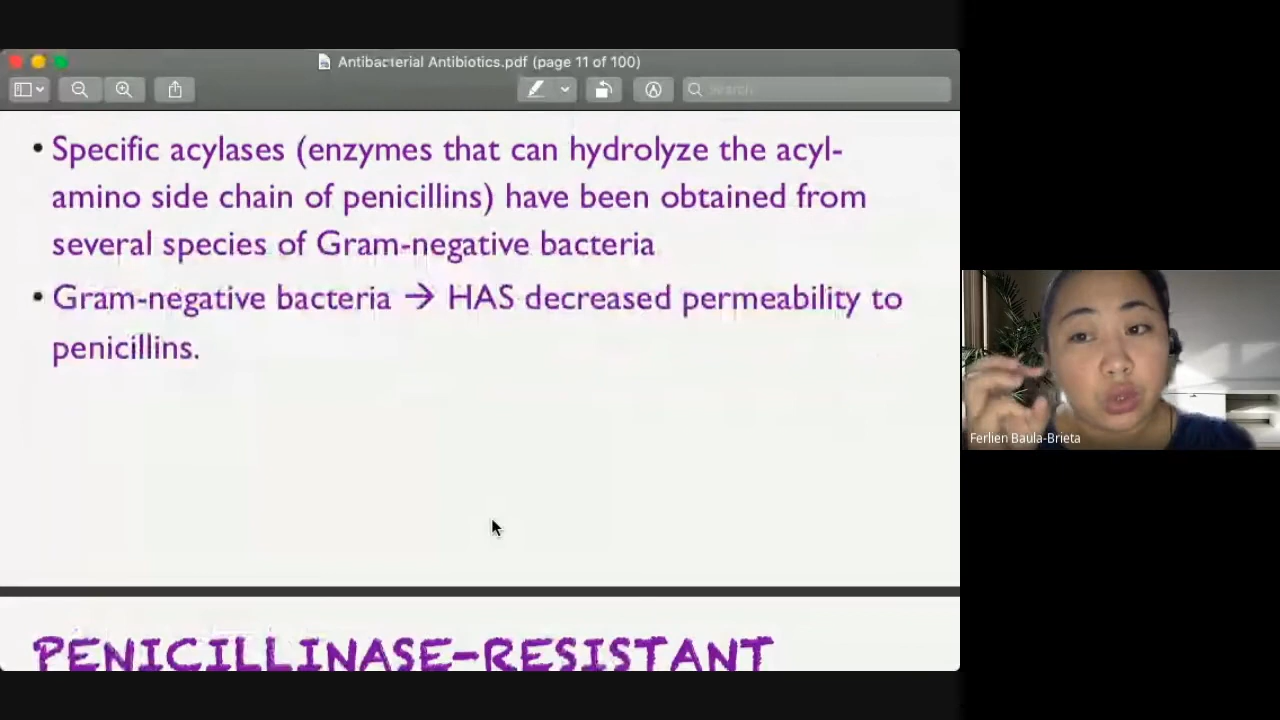 Antibacterial Antibiotics.pdf (page 11 of 100)
Search
• Specific acylases (enzymes that can hydrolyze the acyl-
amino side chain of penicillins) have been obtained from
several species of Gram-negative bacteria
• Gram-negative bacteria → HAS decreased permeability to
penicillins.
Ferlien Baula-Brieta
PENICILLINASE-RESISTANT